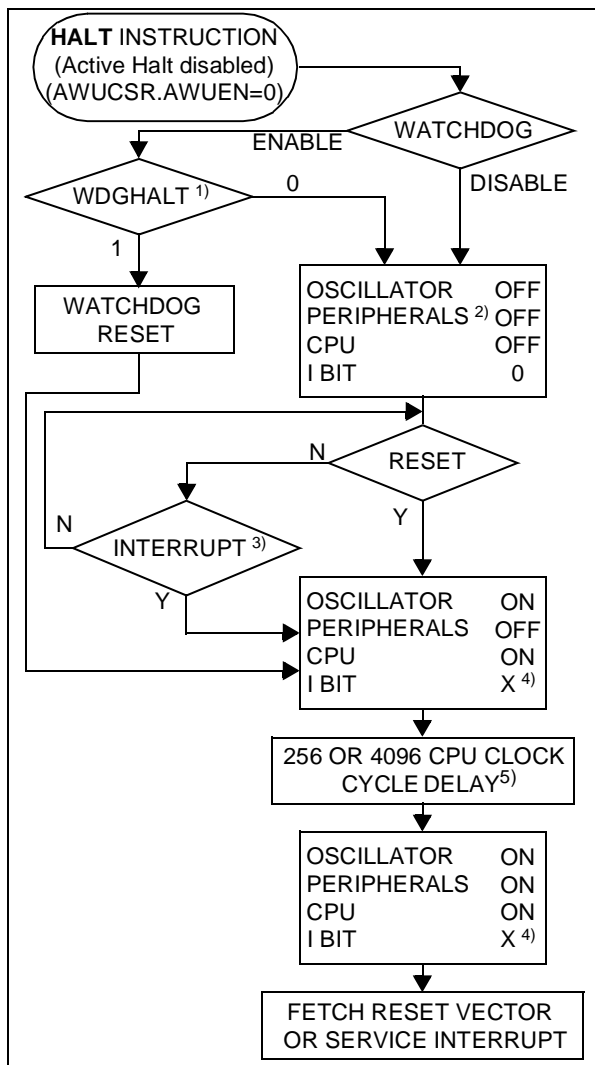 HALT INSTRUCTION
(Active Halt disabled)
(AWUCSR.AWUEN=0)
WATCHDOG
ENABLE
DISABLE
WDGHALT 1)
0
1
WATCHDOG
RESET
OSCILLATOR OFF
PERIPHERALS 2) OFF
CPU OFF
I BIT 0
RESET
N
Y
INTERRUPT 3)
N
Y
OSCILLATOR ON
PERIPHERALS OFF
CPU ON
I BIT X 4)
256 OR 4096 CPU CLOCK
CYCLE DELAY5)
OSCILLATOR ON
PERIPHERALS ON
CPU ON
I BIT X 4)
FETCH RESET VECTOR
OR SERVICE INTERRUPT